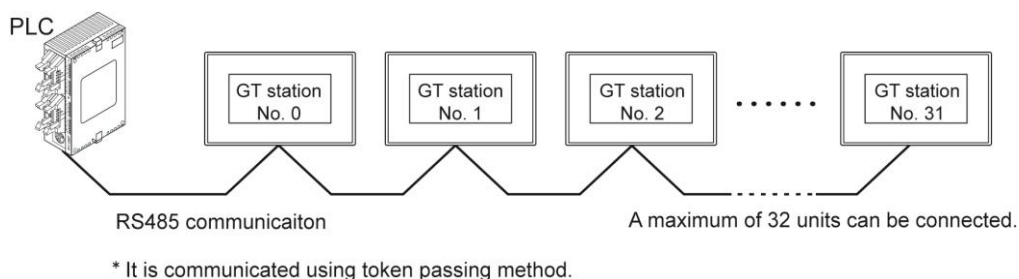 PLC
GT station
No. 0
GT station
No. 1
GT station
No. 2
GT station
No. 31
RS485 communicaiton
A maximum of 32 units can be connected.
* It is communicated using token passing method.